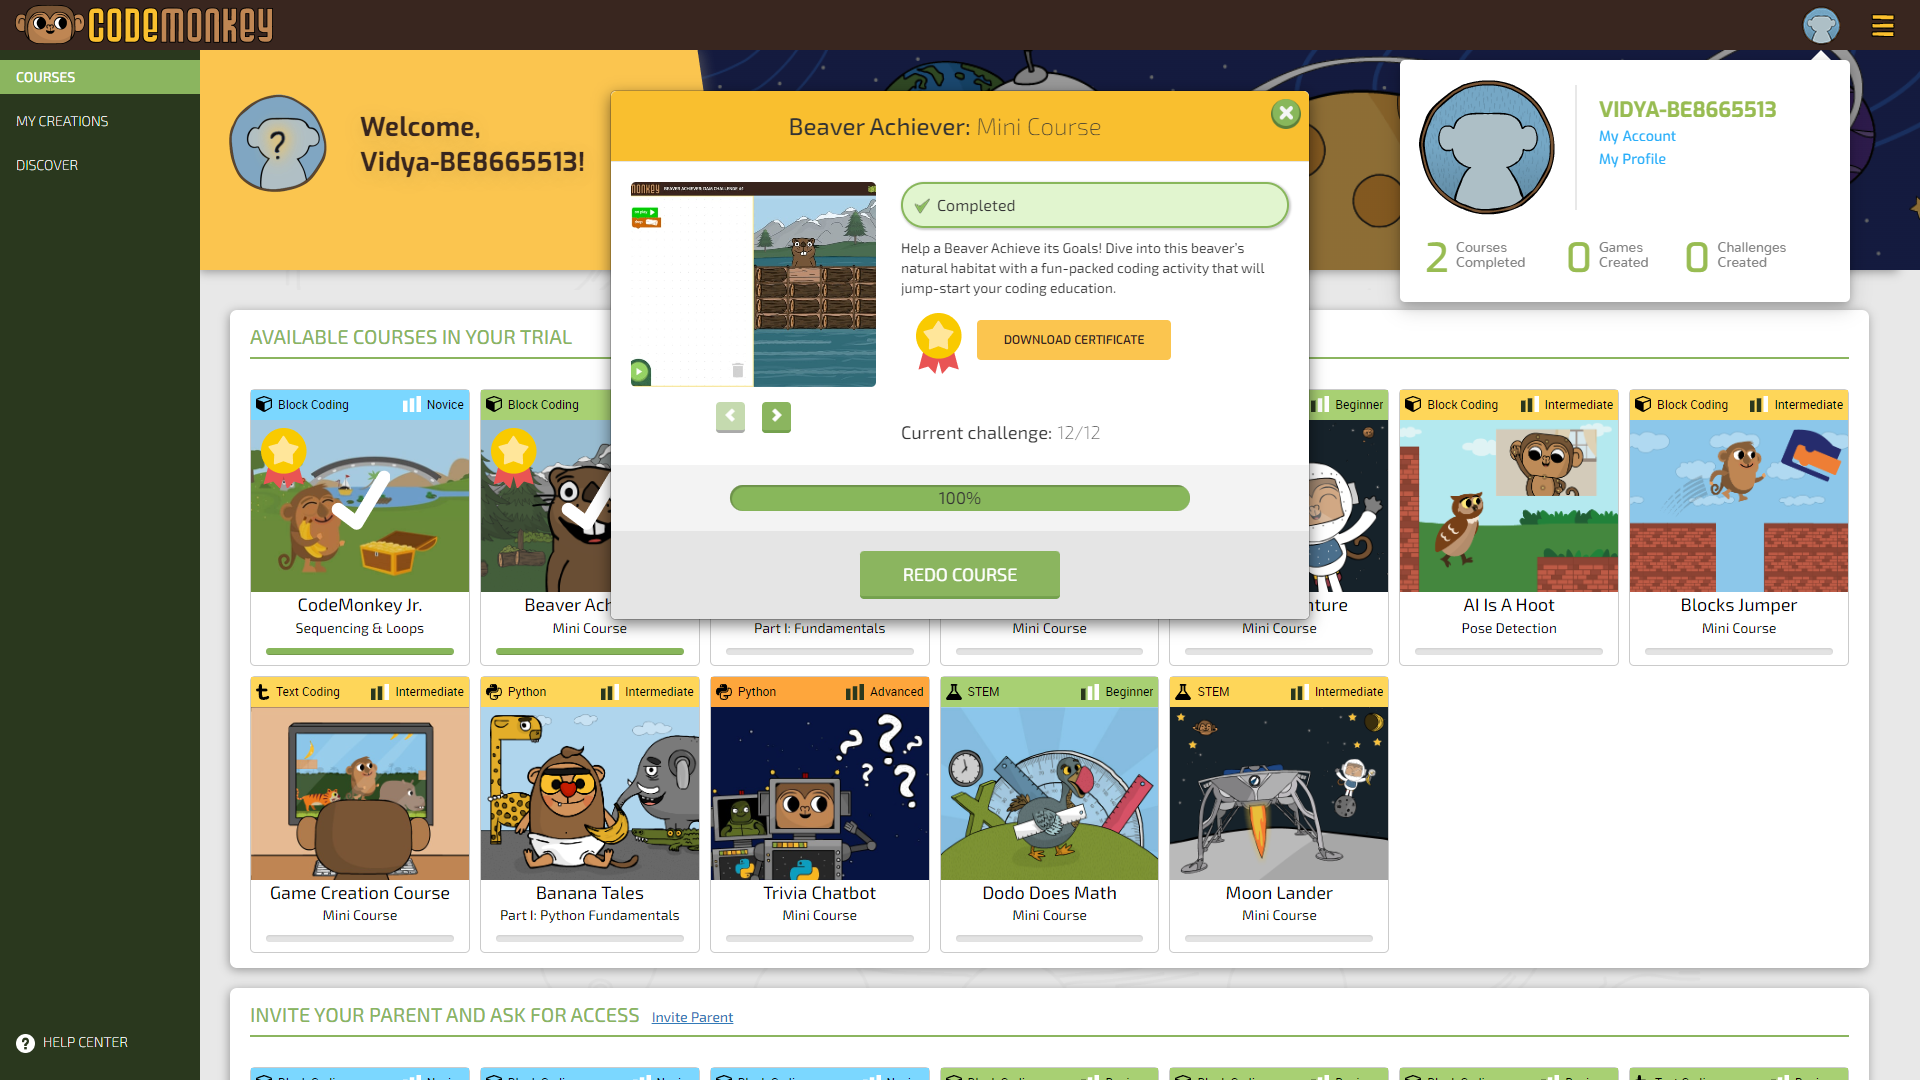 CODEMONKEY
COURSES
MY CREATIONS
DISCOVER
HELP CENTER
?
Welcome,
Vidya-BE8665513!
VIDYA-BE8665513
My Account
My Profile
2 Courses Completed
0 Games Created
0 Challenges Created
Beaver Achiever: Mini Course
Completed
Help a Beaver Achieve its Goals! Dive into this beaver's
natural habitat with a fun-packed coding activity that will
jump-start your coding education.
DOWNLOAD CERTIFICATE
Current challenge: 12/12
100%
REDO COURSE
AVAILABLE COURSES IN YOUR TRIAL
Block Coding Novice
CodeMonkey Jr.
Sequencing & Loops
Block Coding
Beaver Ach
Mini Course
Part I: Fundamentals
Mini Course
Beginner
nture
Mini Course
Block Coding Intermediate
AI Is A Hoot
Pose Detection
Block Coding Intermediate
Blocks Jumper
Mini Course
Text Coding Intermediate
Game Creation Course
Mini Course
Python Intermediate
Banana Tales
Part I: Python Fundamentals
Python Advanced
Trivia Chatbot
Mini Course
STEM Beginner
Dodo Does Math
Mini Course
STEM Intermediate
Moon Lander
Mini Course
INVITE YOUR PARENT AND ASK FOR ACCESS Invite Parent